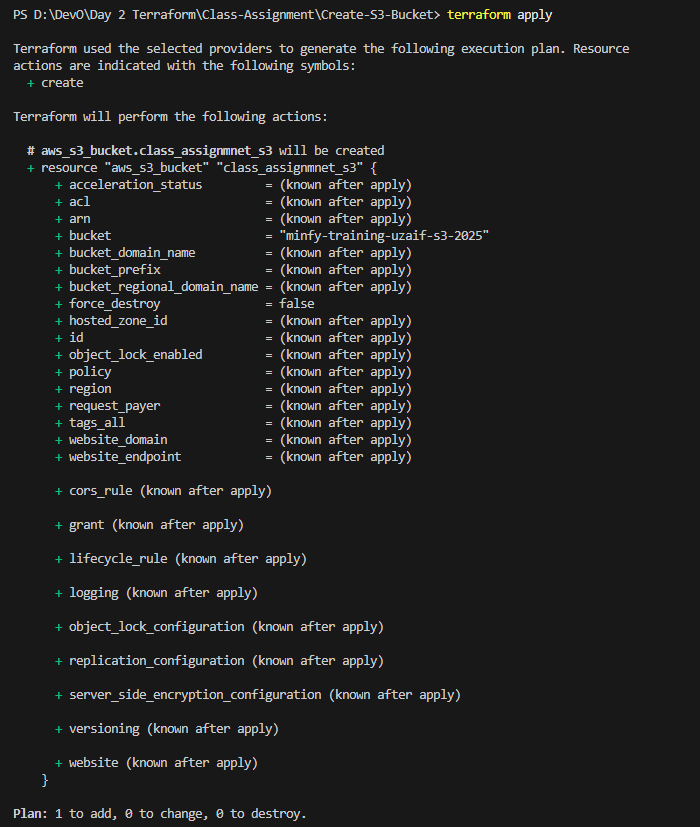 PS D:\DevO\Day 2 Terraform\Class-Assignment\Create-S3-Bucket> terraform apply
Terraform used the selected providers to generate the following execution plan. Resource
actions are indicated with the following symbols:
  + create
Terraform will perform the following actions:
  # aws_s3_bucket.class_assignmnet_s3 will be created
  + resource "aws_s3_bucket" "class_assignmnet_s3" {
      + acceleration_status         = (known after apply)
      + acl                         = (known after apply)
      + arn                         = (known after apply)
      + bucket                      = "minfy-training-uzaif-s3-2025"
      + bucket_domain_name          = (known after apply)
      + bucket_prefix               = (known after apply)
      + bucket_regional_domain_name = (known after apply)
      + force_destroy               = false
      + hosted_zone_id              = (known after apply)
      + id                          = (known after apply)
      + object_lock_enabled         = (known after apply)
      + policy                      = (known after apply)
      + region                      = (known after apply)
      + request_payer               = (known after apply)
      + tags_all                    = (known after apply)
      + website_domain              = (known after apply)
      + website_endpoint            = (known after apply)
      + cors_rule (known after apply)
      + grant (known after apply)
      + lifecycle_rule (known after apply)
      + logging (known after apply)
      + object_lock_configuration (known after apply)
      + replication_configuration (known after apply)
      + server_side_encryption_configuration (known after apply)
      + versioning (known after apply)
      + website (known after apply)
    }
Plan: 1 to add, 0 to change, 0 to destroy.